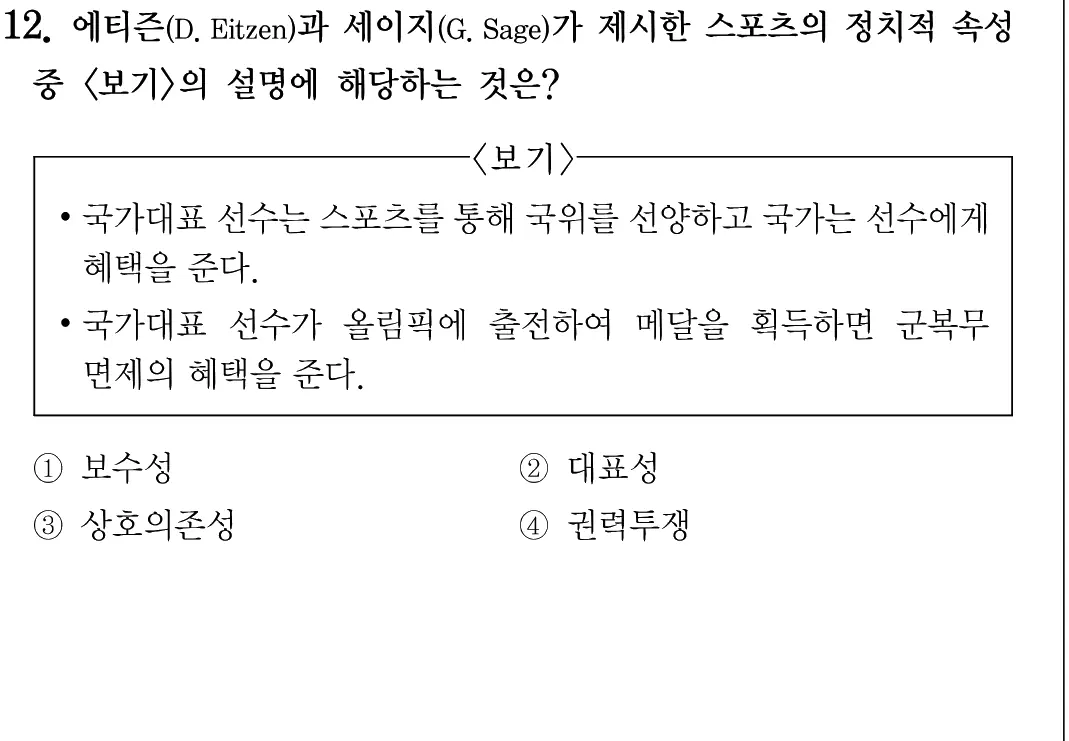 12. 에티즌(D. Eitzen)과 세이지(G. Sage)가 제시한 스포츠의 정치적 속성
중 〈보기〉의 설명에 해당하는 것은?
〈보기〉
• 국가대표 선수는 스포츠를 통해 국위를 선양하고 국가는 선수에게
혜택을 준다.
• 국가대표 선수가 올림픽에 출전하여 메달을 획득하면 군복무
면제의 혜택을 준다.
① 보수성 ② 대표성
③ 상호의존성 ④ 권력투쟁